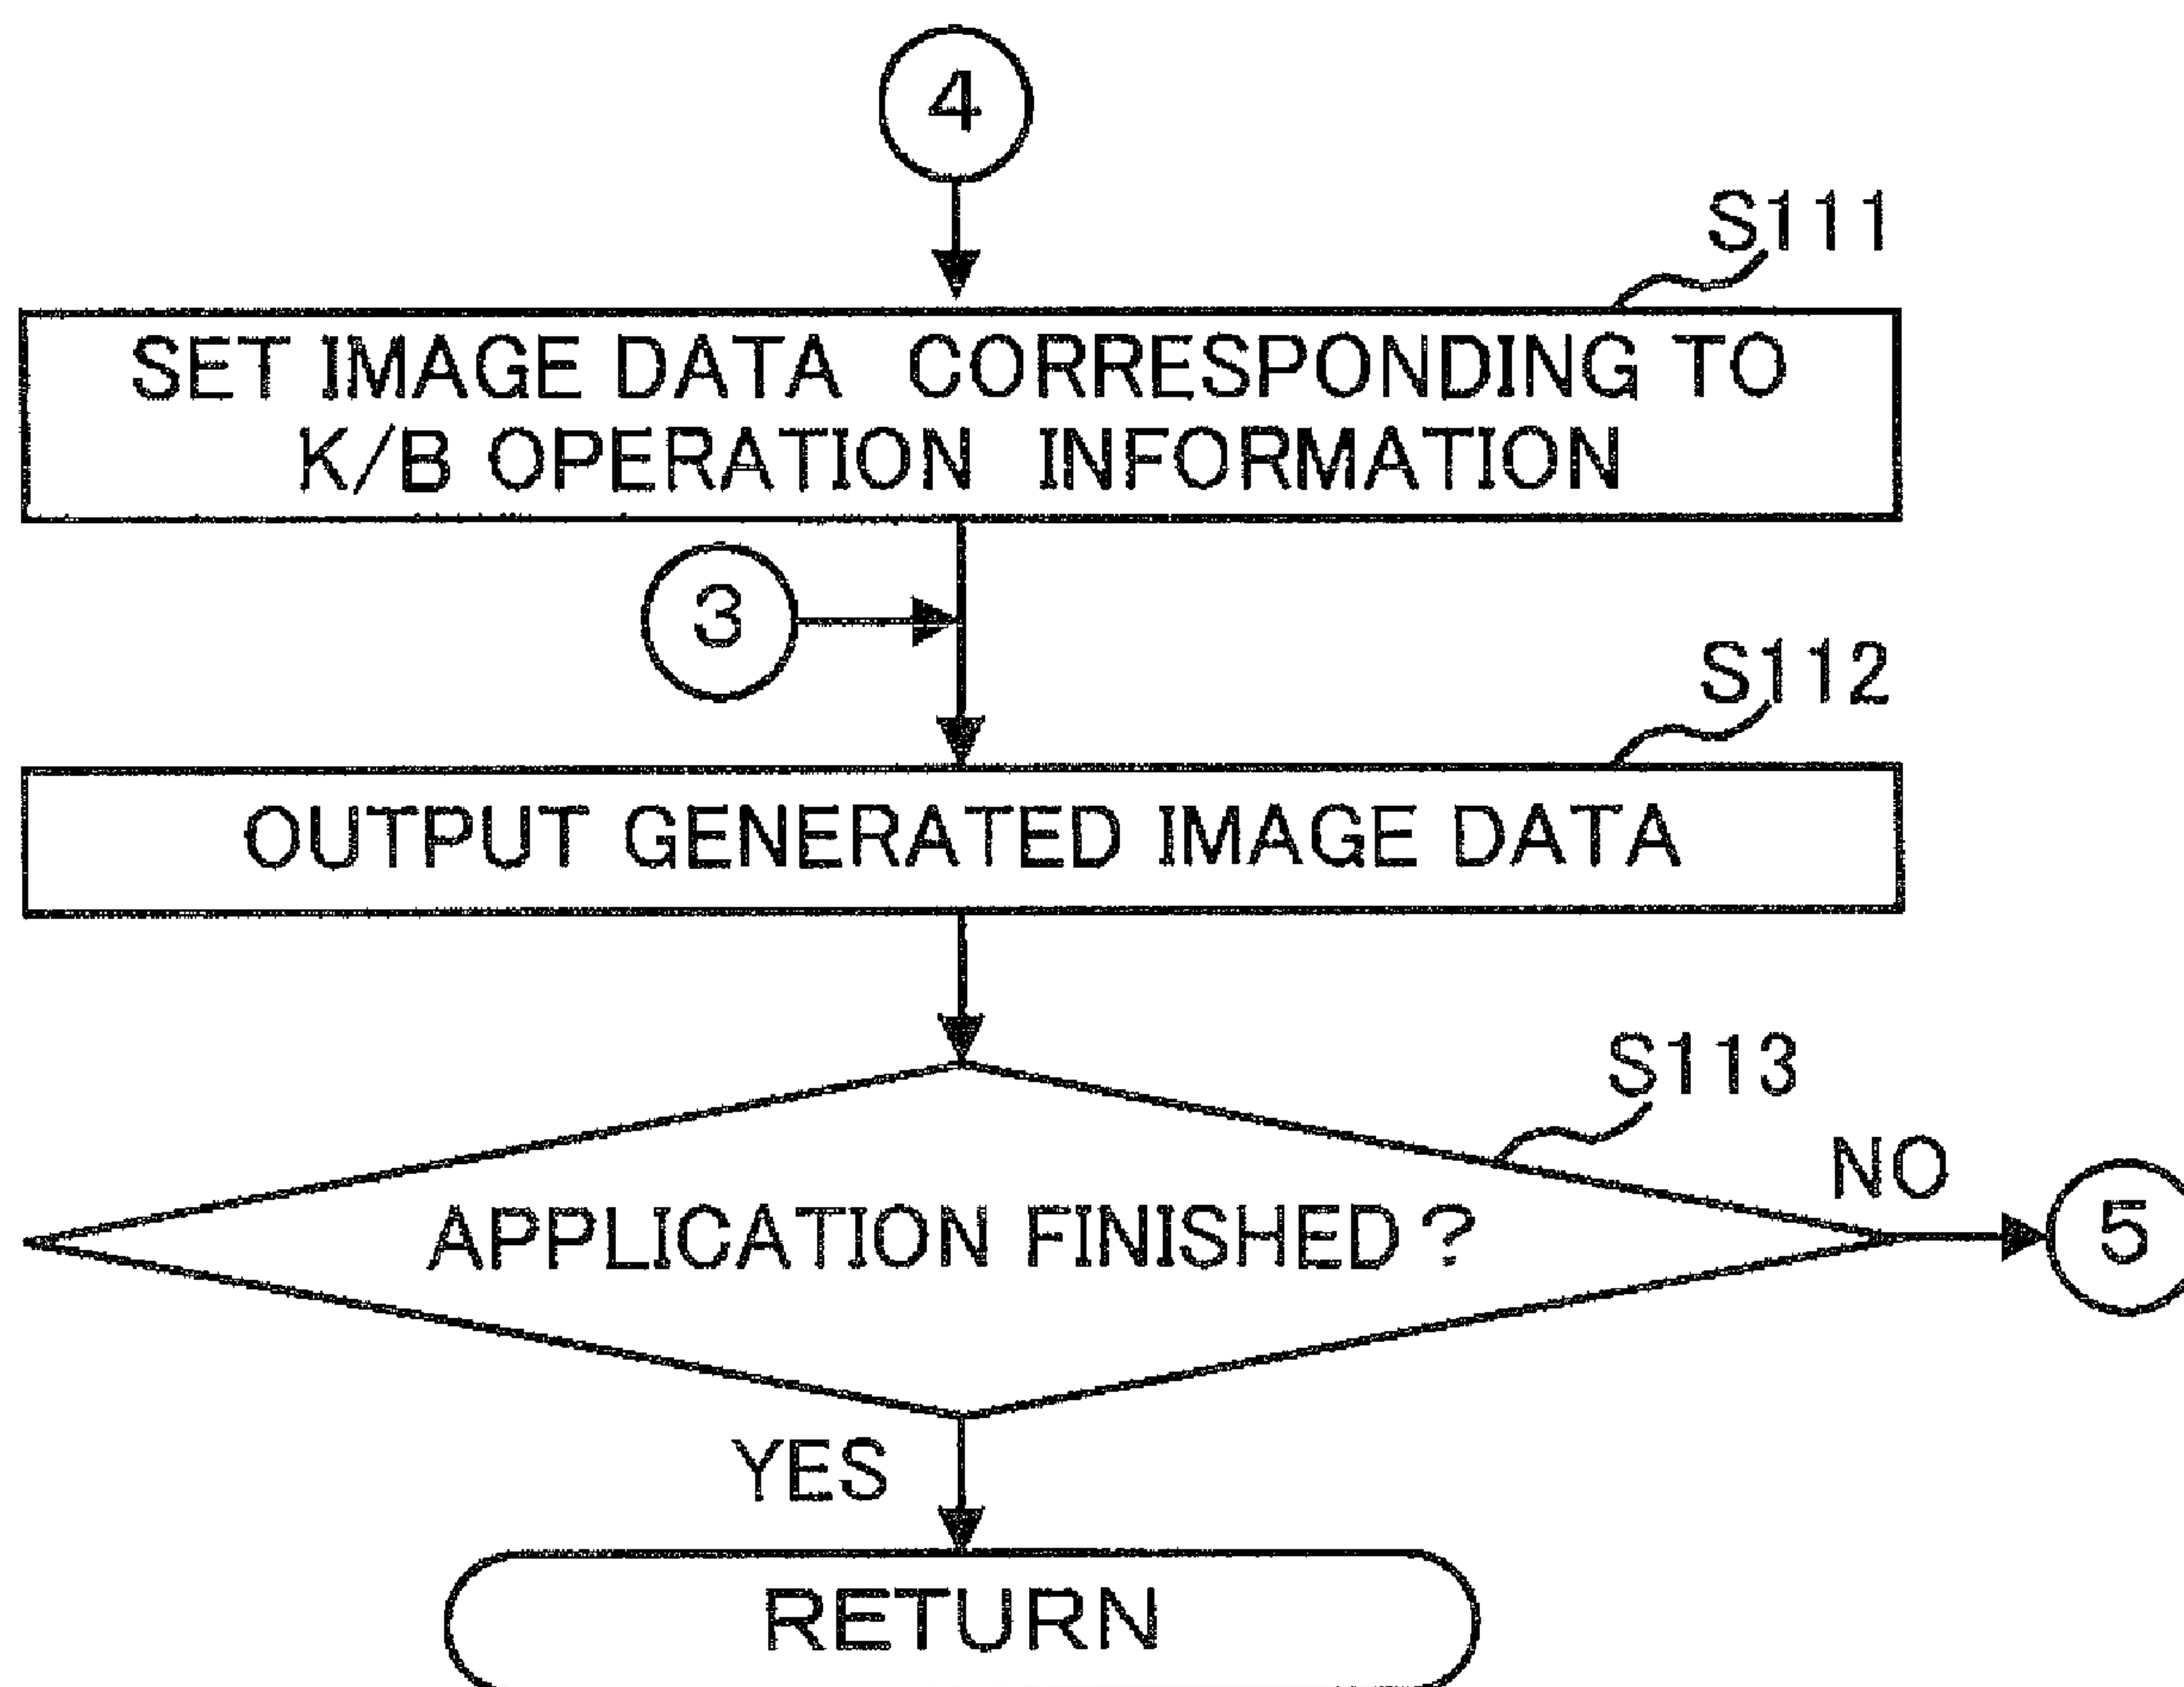 4
S111
SET IMAGE DATA CORRESPONDING TO
K/B OPERATION INFORMATION
3
S112
OUTPUT GENERATED IMAGE DATA
S113
APPLICATION FINISHED?
NO
5
YES
RETURN